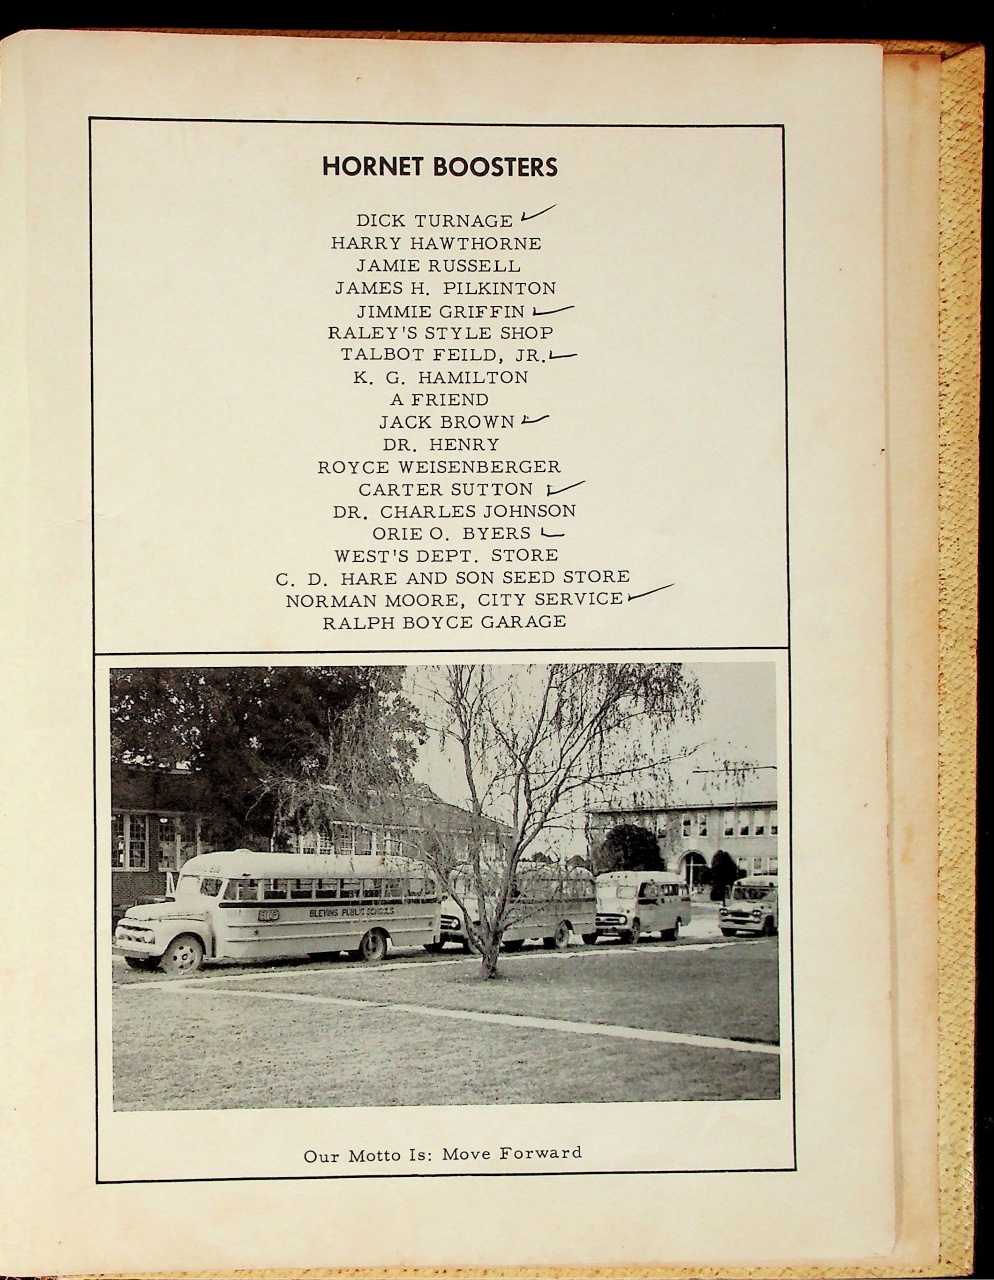 HORNET BOOSTERS
DICK TURNAGE
HARRY HAWTHORNE
JAMIE RUSSELL
JAMES H. PILKINTON
JIMMIE GRIFFIN
RALEY'S STYLE SHOP
TALBOT FEILD, JR.
K. G. HAMILTON
A FRIEND
JACK BROWN
DR. HENRY
ROYCE WEISENBERGER
CARTER SUTTON
DR. CHARLES JOHNSON
ORIE O. BYERS
WEST'S DEPT. STORE
C. D. HARE AND SON SEED STORE
NORMAN MOORE, CITY SERVICE
RALPH BOYCE GARAGE
STOP
BLEVINS PUBLIC SCHOOLS
Our Motto Is: Move Forward